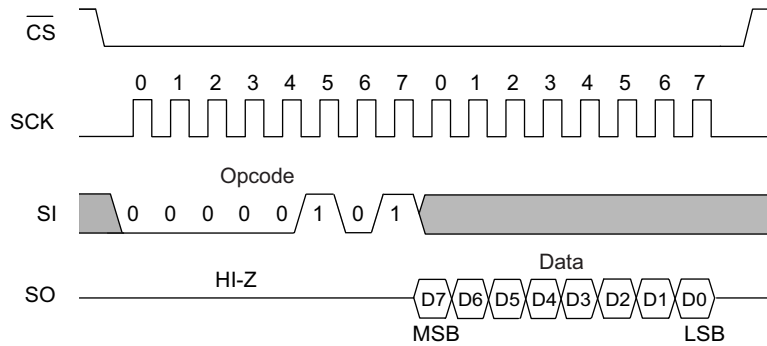 CS
0 1 2 3 4 5 6 7 0 1 2 3 4 5 6 7
SCK
Opcode
SI 0 0 0 0 0 1 0 1
HI-Z Data
SO D7 D6 D5 D4 D3 D2 D1 D0
MSB LSB